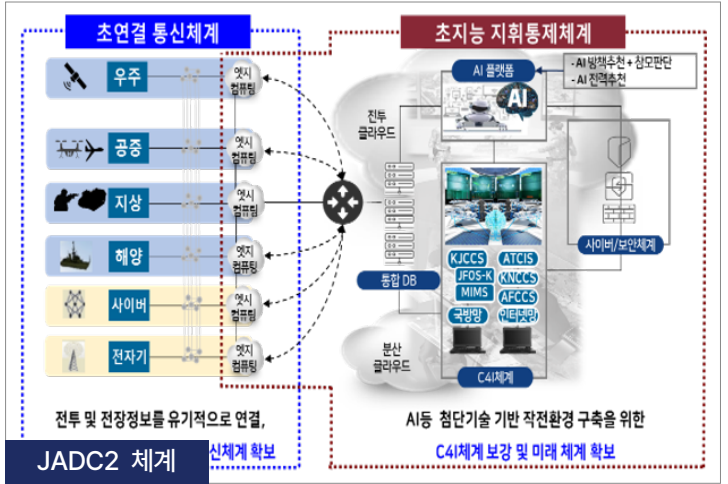 초연결 통신체계
초지능 지휘통제체계
우주
엣지
컴퓨팅
공중
엣지
컴퓨팅
지상
엣지
컴퓨팅
해양
엣지
컴퓨팅
사이버
엣지
컴퓨팅
전자기
엣지
컴퓨팅
AI 플랫폼
- AI 방책추천 + 참모판단
- AI 전력추천
AI
전투
클라우드
사이버/보안체계
통합 DB
KJCCS
ATCIS
JFOS-K
KNCCS
MIMS
AFCCS
국방망
인터넷망
분산
클라우드
C4I체계
전투 및 전장정보를 유기적으로 연결,
신체계 확보
AI등 첨단기술 기반 작전환경 구축을 위한
C4I체계 보강 및 미래 체계 확보
JADC2 체계